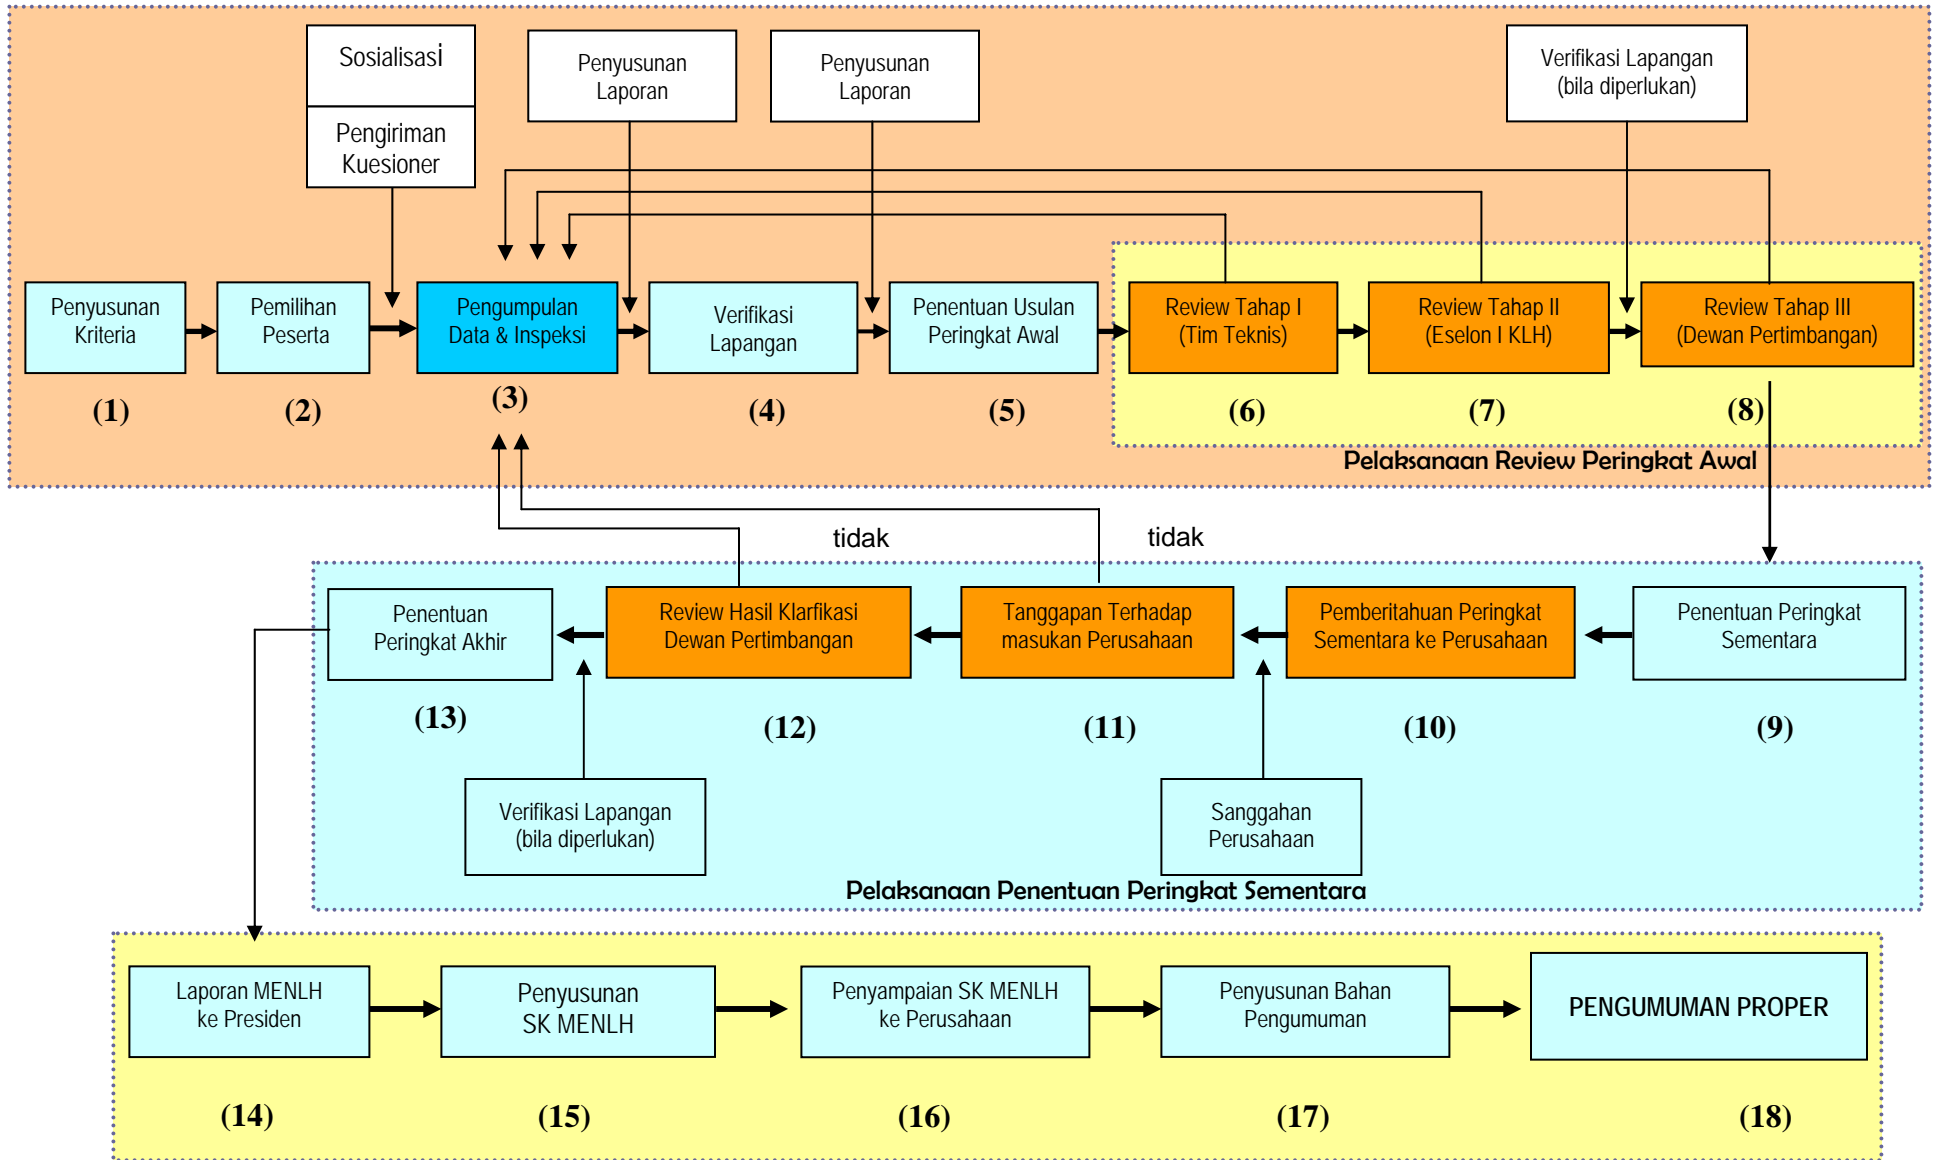 Sosialisasi
Pengiriman
Kuesioner
Penyusunan
Laporan
Penyusunan
Laporan
Verifikasi Lapangan
(bila diperlukan)
Penyusunan
Kriteria
(1)
Pemilihan
Peserta
(2)
Pengumpulan
Data & Inspeksi
(3)
Verifikasi
Lapangan
(4)
Penentuan Usulan
Peringkat Awal
(5)
Review Tahap I
(Tim Teknis)
(6)
Review Tahap II
(Eselon I KLH)
(7)
Review Tahap III
(Dewan Pertimbangan)
(8)
Pelaksanaan Review Peringkat Awal
tidak
tidak
Penentuan
Peringkat Akhir
(13)
Review Hasil Klarfikasi
Dewan Pertimbangan
(12)
Tanggapan Terhadap
masukan Perusahaan
(11)
Pemberitahuan Peringkat
Sementara ke Perusahaan
(10)
Penentuan Peringkat
Sementara
(9)
Verifikasi Lapangan
(bila diperlukan)
Sanggahan
Perusahaan
Pelaksanaan Penentuan Peringkat Sementara
Laporan MENLH
ke Presiden
(14)
Penyusunan
SK MENLH
(15)
Penyampaian SK MENLH
ke Perusahaan
(16)
Penyusunan Bahan
Pengumuman
(17)
PENGUMUMAN PROPER
(18)